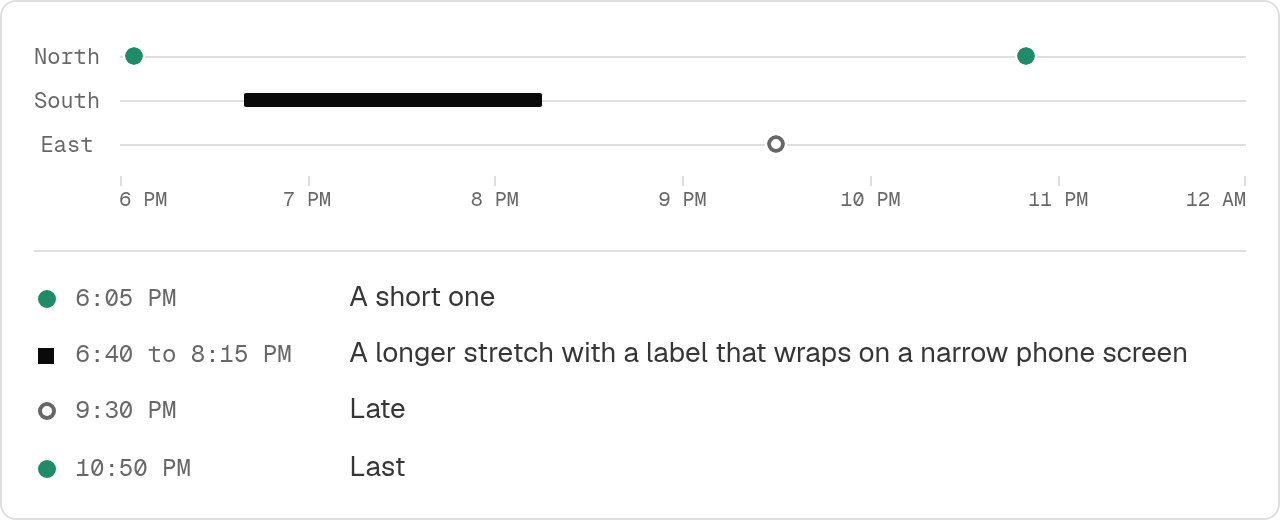 North
South
East
6 PM 7 PM 8 PM 9 PM 10 PM 11 PM 12 AM
6:05 PM A short one
6:40 to 8:15 PM A longer stretch with a label that wraps on a narrow phone screen
9:30 PM Late
10:50 PM Last